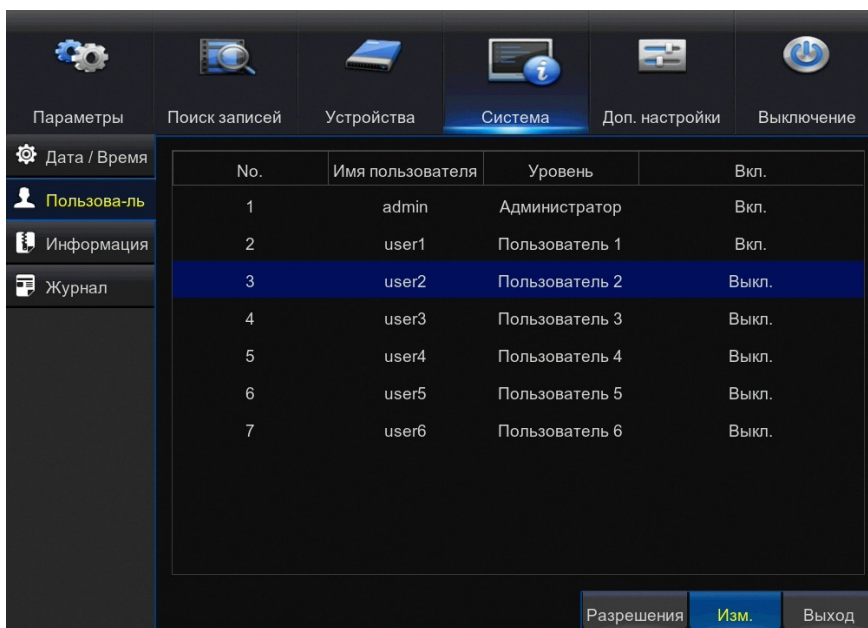 Параметры Поиск записей Устройства Система Доп. настройки Выключение
Дата / Время
Пользова-ль
Информация
Журнал
No. Имя пользователя Уровень Вкл.
1 admin Администратор Вкл.
2 user1 Пользователь 1 Вкл.
3 user2 Пользователь 2 Выкл.
4 user3 Пользователь 3 Выкл.
5 user4 Пользователь 4 Выкл.
6 user5 Пользователь 5 Выкл.
7 user6 Пользователь 6 Выкл.
Разрешения Изм. Выход